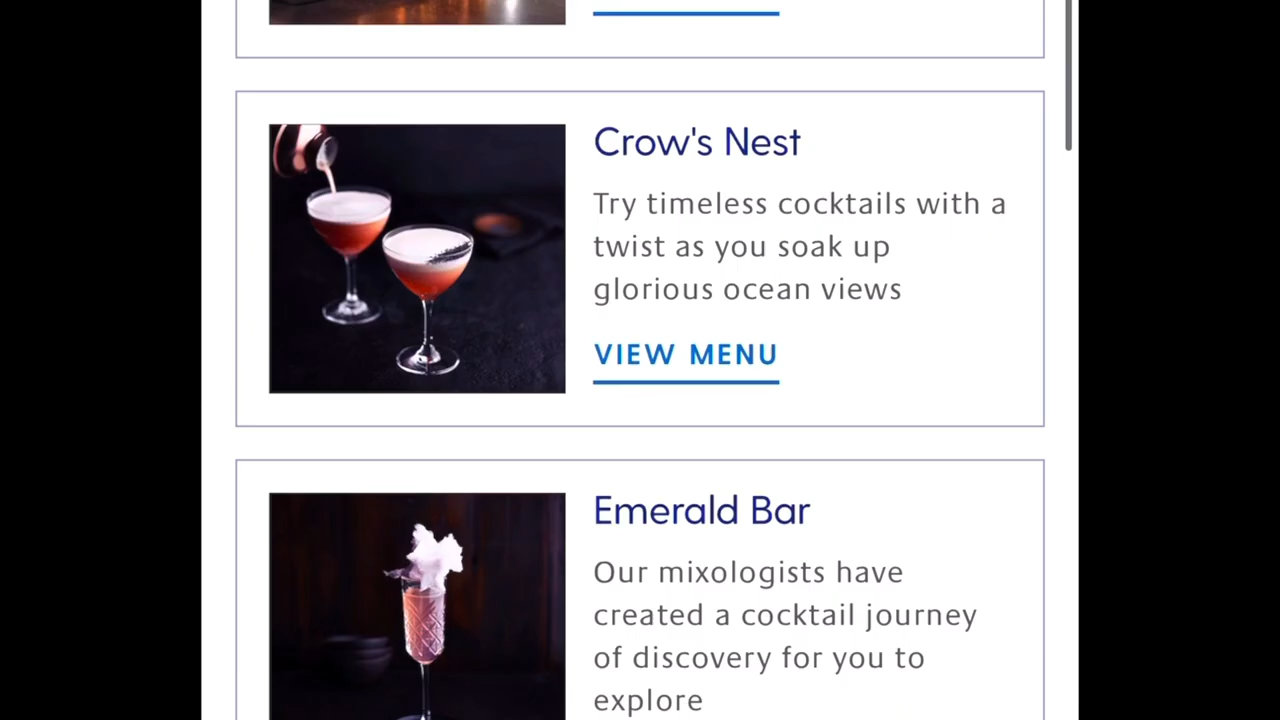 Crow's Nest
Try timeless cocktails with a
twist as you soak up
glorious ocean views
VIEW MENU
Emerald Bar
Our mixologists have
created a cocktail journey
of discovery for you to
explore